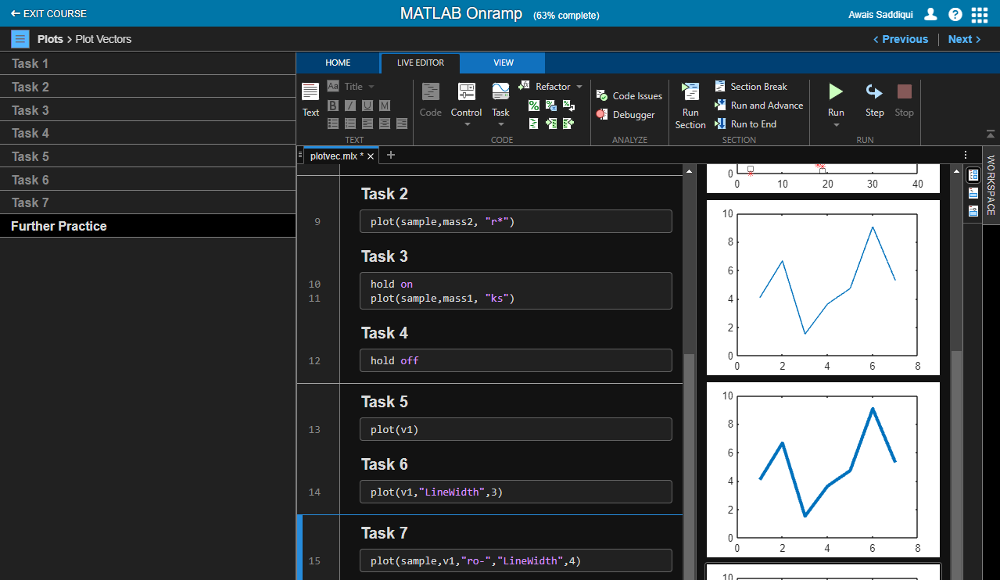 EXIT COURSE
MATLAB Onramp (63% complete)
Awais Saddiqui
?
Plots > Plot Vectors
< Previous
Next >
Task 1
Task 2
Task 3
Task 4
Task 5
Task 6
Task 7
Further Practice
HOME
LIVE EDITOR
VIEW
Text
Aa Title
B I U M
TEXT
Code
Control
Task
Refactor
CODE
Code Issues
Debugger
ANALYZE
Run Section
Section Break
Run and Advance
Run to End
SECTION
Run
Step
Stop
RUN
plotvec.mlx *
WORKSPACE
Task 2
9 plot(sample,mass2, "r*")
Task 3
10 hold on
11 plot(sample,mass1, "ks")
Task 4
12 hold off
Task 5
13 plot(v1)
Task 6
14 plot(v1,"LineWidth",3)
Task 7
15 plot(sample,v1,"ro-","LineWidth",4)
0
0 10 20 30 40
10
8
6
4
2
0
0 2 4 6 8
10
8
6
4
2
0
0 2 4 6 8
10